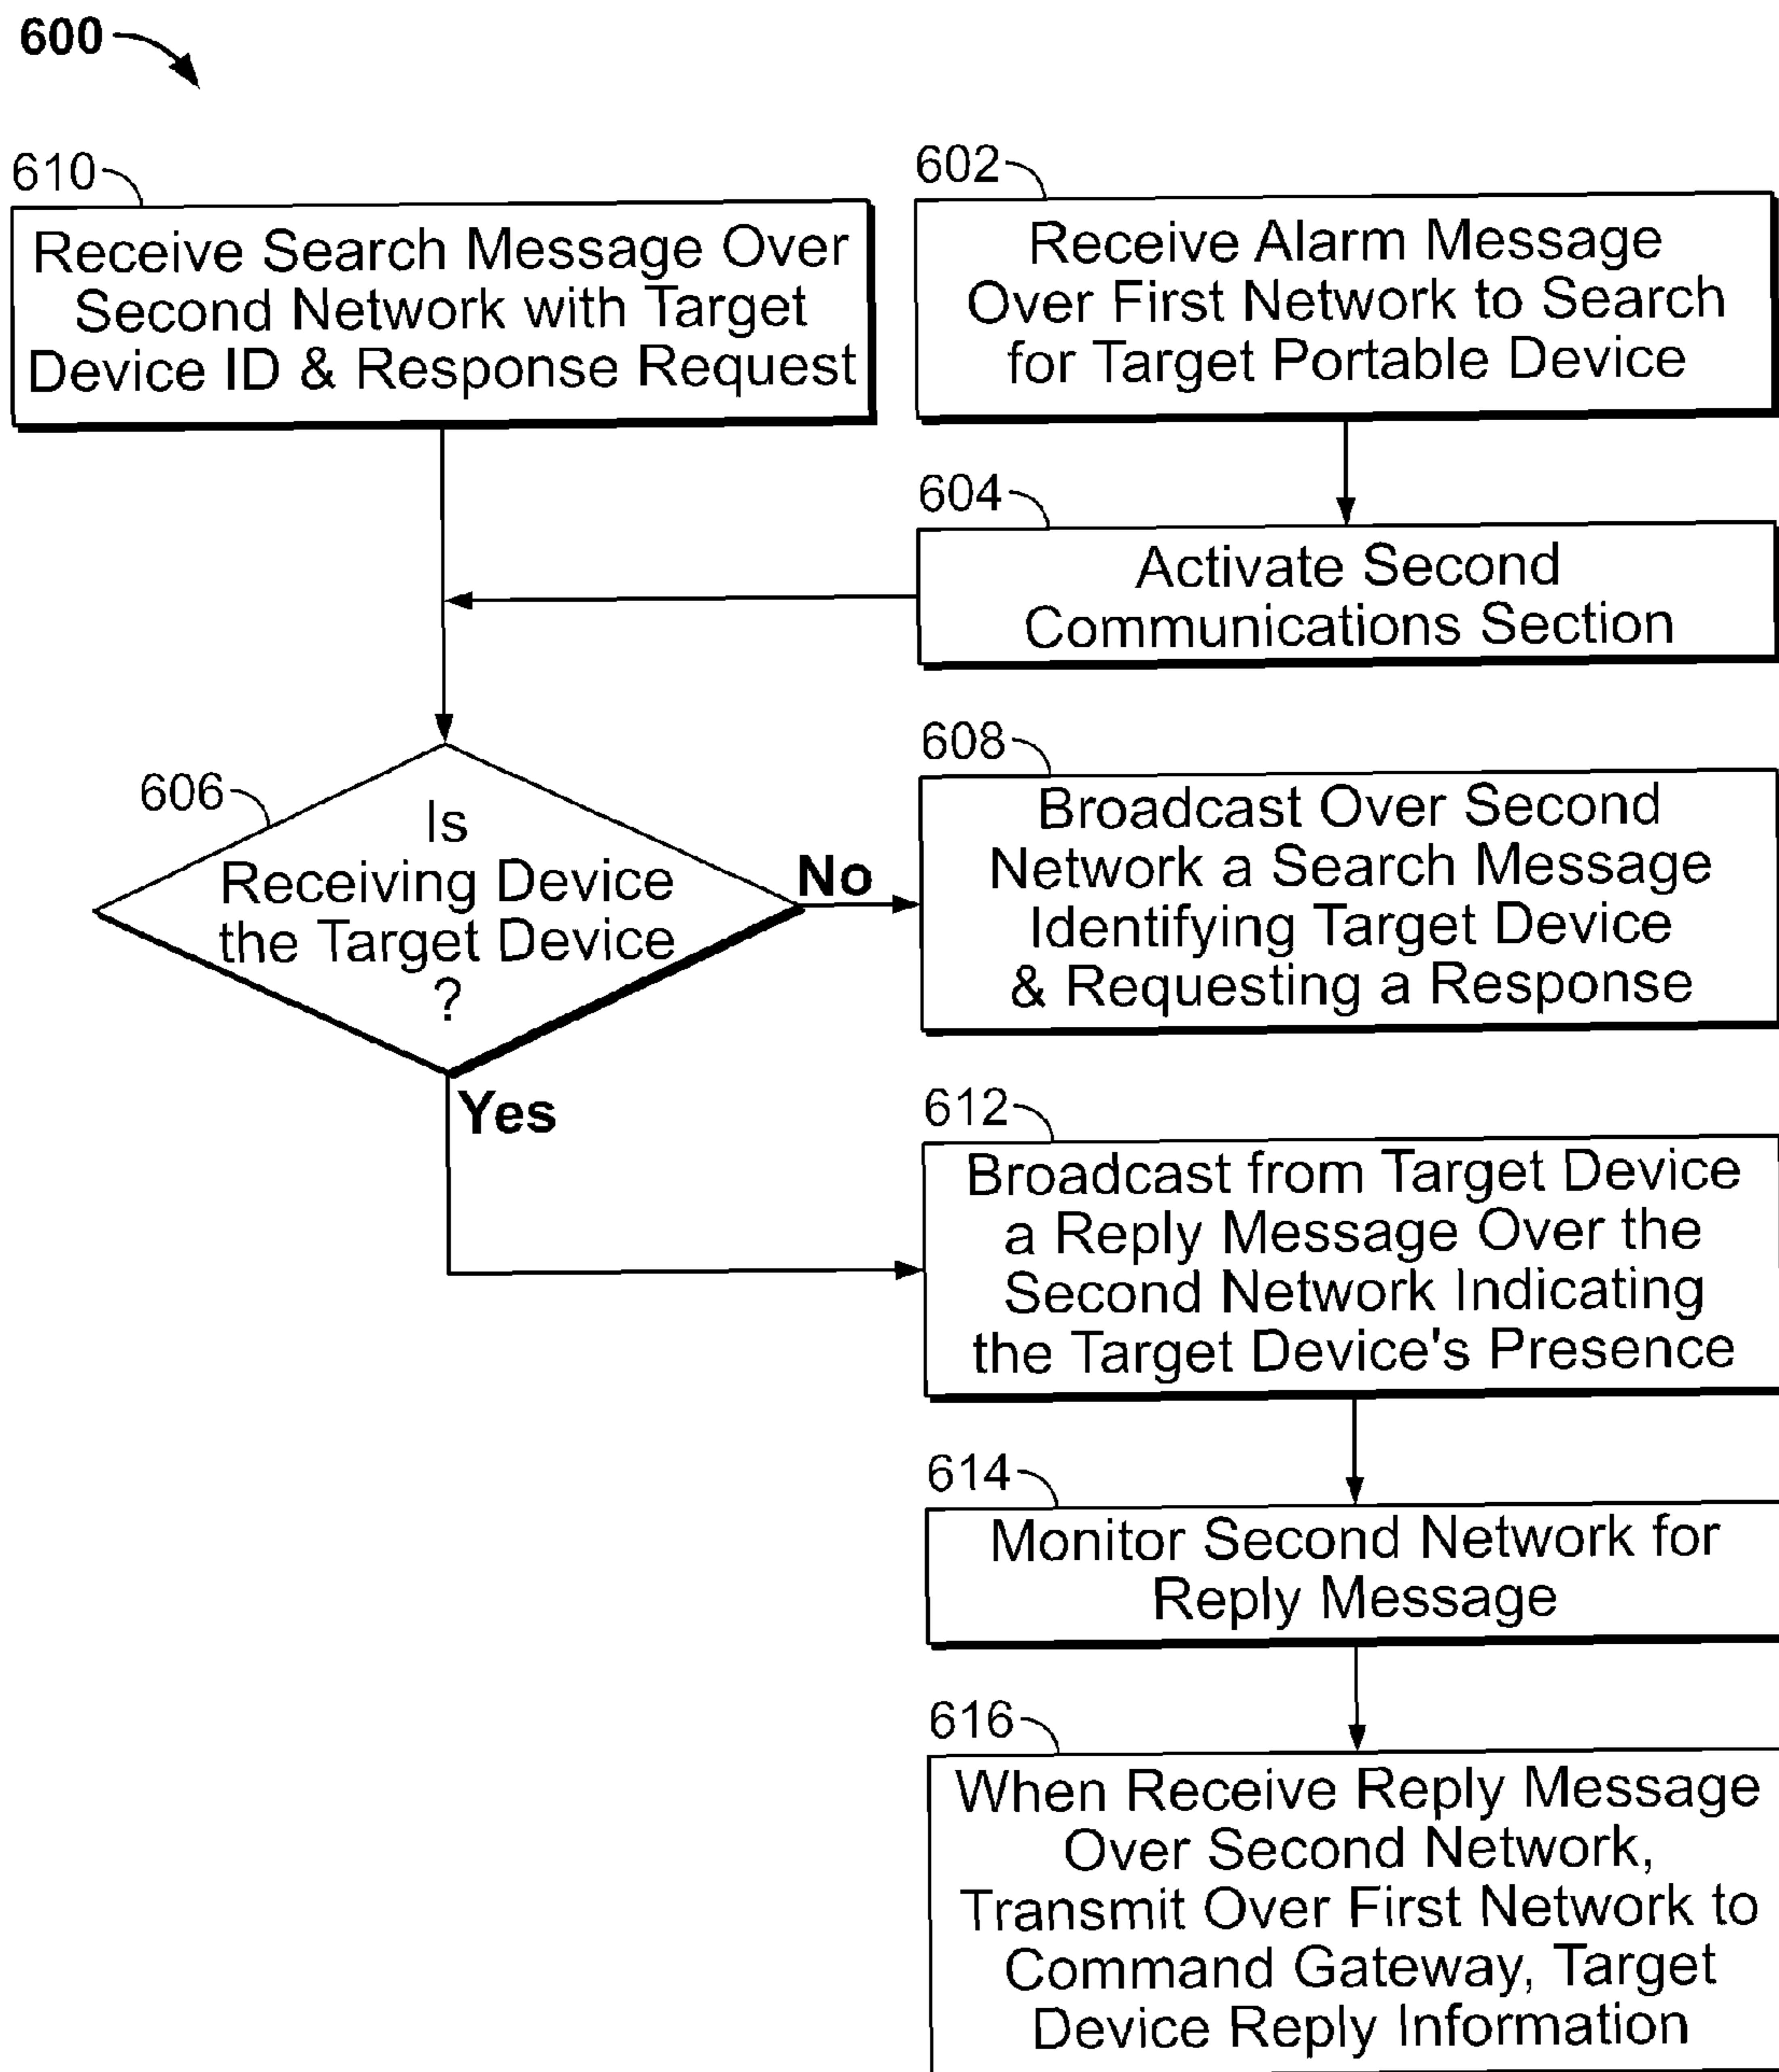 600
610
Receive Search Message Over
Second Network with Target
Device ID & Response Request
602
Receive Alarm Message
Over First Network to Search
for Target Portable Device
604
Activate Second
Communications Section
606
Is
Receiving Device
the Target Device
?
No
Yes
608
Broadcast Over Second
Network a Search Message
Identifying Target Device
& Requesting a Response
612
Broadcast from Target Device
a Reply Message Over the
Second Network Indicating
the Target Device's Presence
614
Monitor Second Network for
Reply Message
616
When Receive Reply Message
Over Second Network,
Transmit Over First Network to
Command Gateway, Target
Device Reply Information